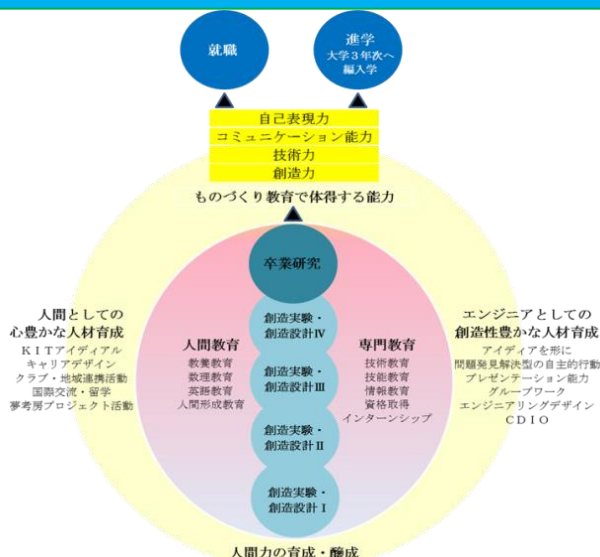 就職
進学
大学３年次へ
編入学
自己表現力
コミュニケーション能力
技術力
創造力
ものづくり教育で体得する能力
卒業研究
人間としての
心豊かな人材育成
ＫＩＴアイディアル
キャリアデザイン
クラブ・地域連携活動
国際交流・留学
夢考房プロジェクト活動
人間教育
教養教育
数理教育
英語教育
人間形成教育
創造実験・
創造設計Ⅳ
創造実験・
創造設計Ⅲ
創造実験・
創造設計Ⅱ
創造実験・
創造設計Ⅰ
専門教育
技術教育
技能教育
情報教育
資格取得
インターンシップ
エンジニアとしての
創造性豊かな人材育成
アイディアを形に
問題発見解決型の自主的行動
プレゼンテーション能力
グループワーク
エンジニアリングデザイン
ＣＤＩＯ
人間力の育成・醸成